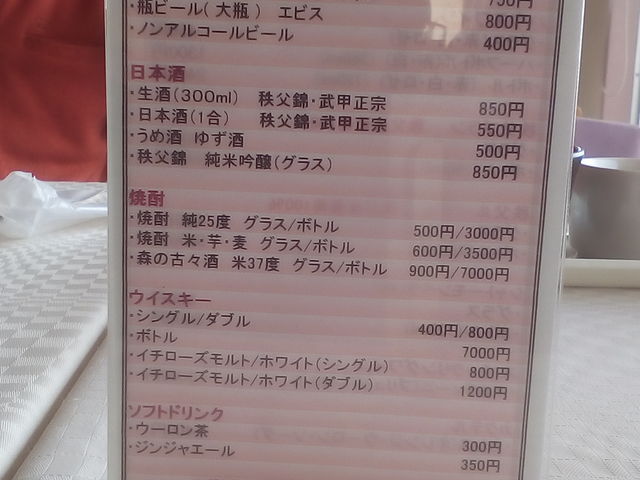 ・瓶ビール(大瓶) エビス 800円
・ノンアルコールビール 400円
日本酒
・生酒(300ml) 秩父錦・武甲正宗 850円
・日本酒(1合) 秩父錦・武甲正宗 550円
・うめ酒 ゆず酒 500円
・秩父錦 純米吟醸(グラス) 850円
焼酎
・焼酎 純25度 グラス/ボトル 500円/3000円
・焼酎 米・芋・麦 グラス/ボトル 600円/3500円
・森の古々酒 米37度 グラス/ボトル 900円/7000円
ウイスキー
・シングル/ダブル 400円/800円
・ボトル 7000円
・イチローズモルト/ホワイト(シングル) 800円
・イチローズモルト/ホワイト(ダブル) 1200円
ソフトドリンク
・ウーロン茶 300円
・ジンジャエール 350円